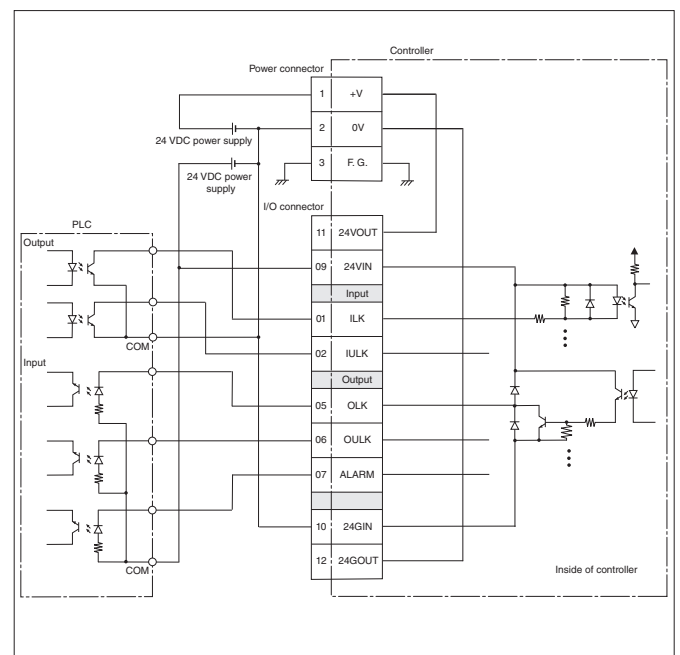 Controller
Power connector
1 +V
2 0V
24 VDC power supply
3 F. G.
24 VDC power
supply
I/O connector
PLC
11 24VOUT
Output
09 24VIN
Input
01 ILK
COM
02 IULK
Input
Output
05 OLK
06 OULK
07 ALARM
10 24GIN
12 24GOUT
COM
Inside of controller